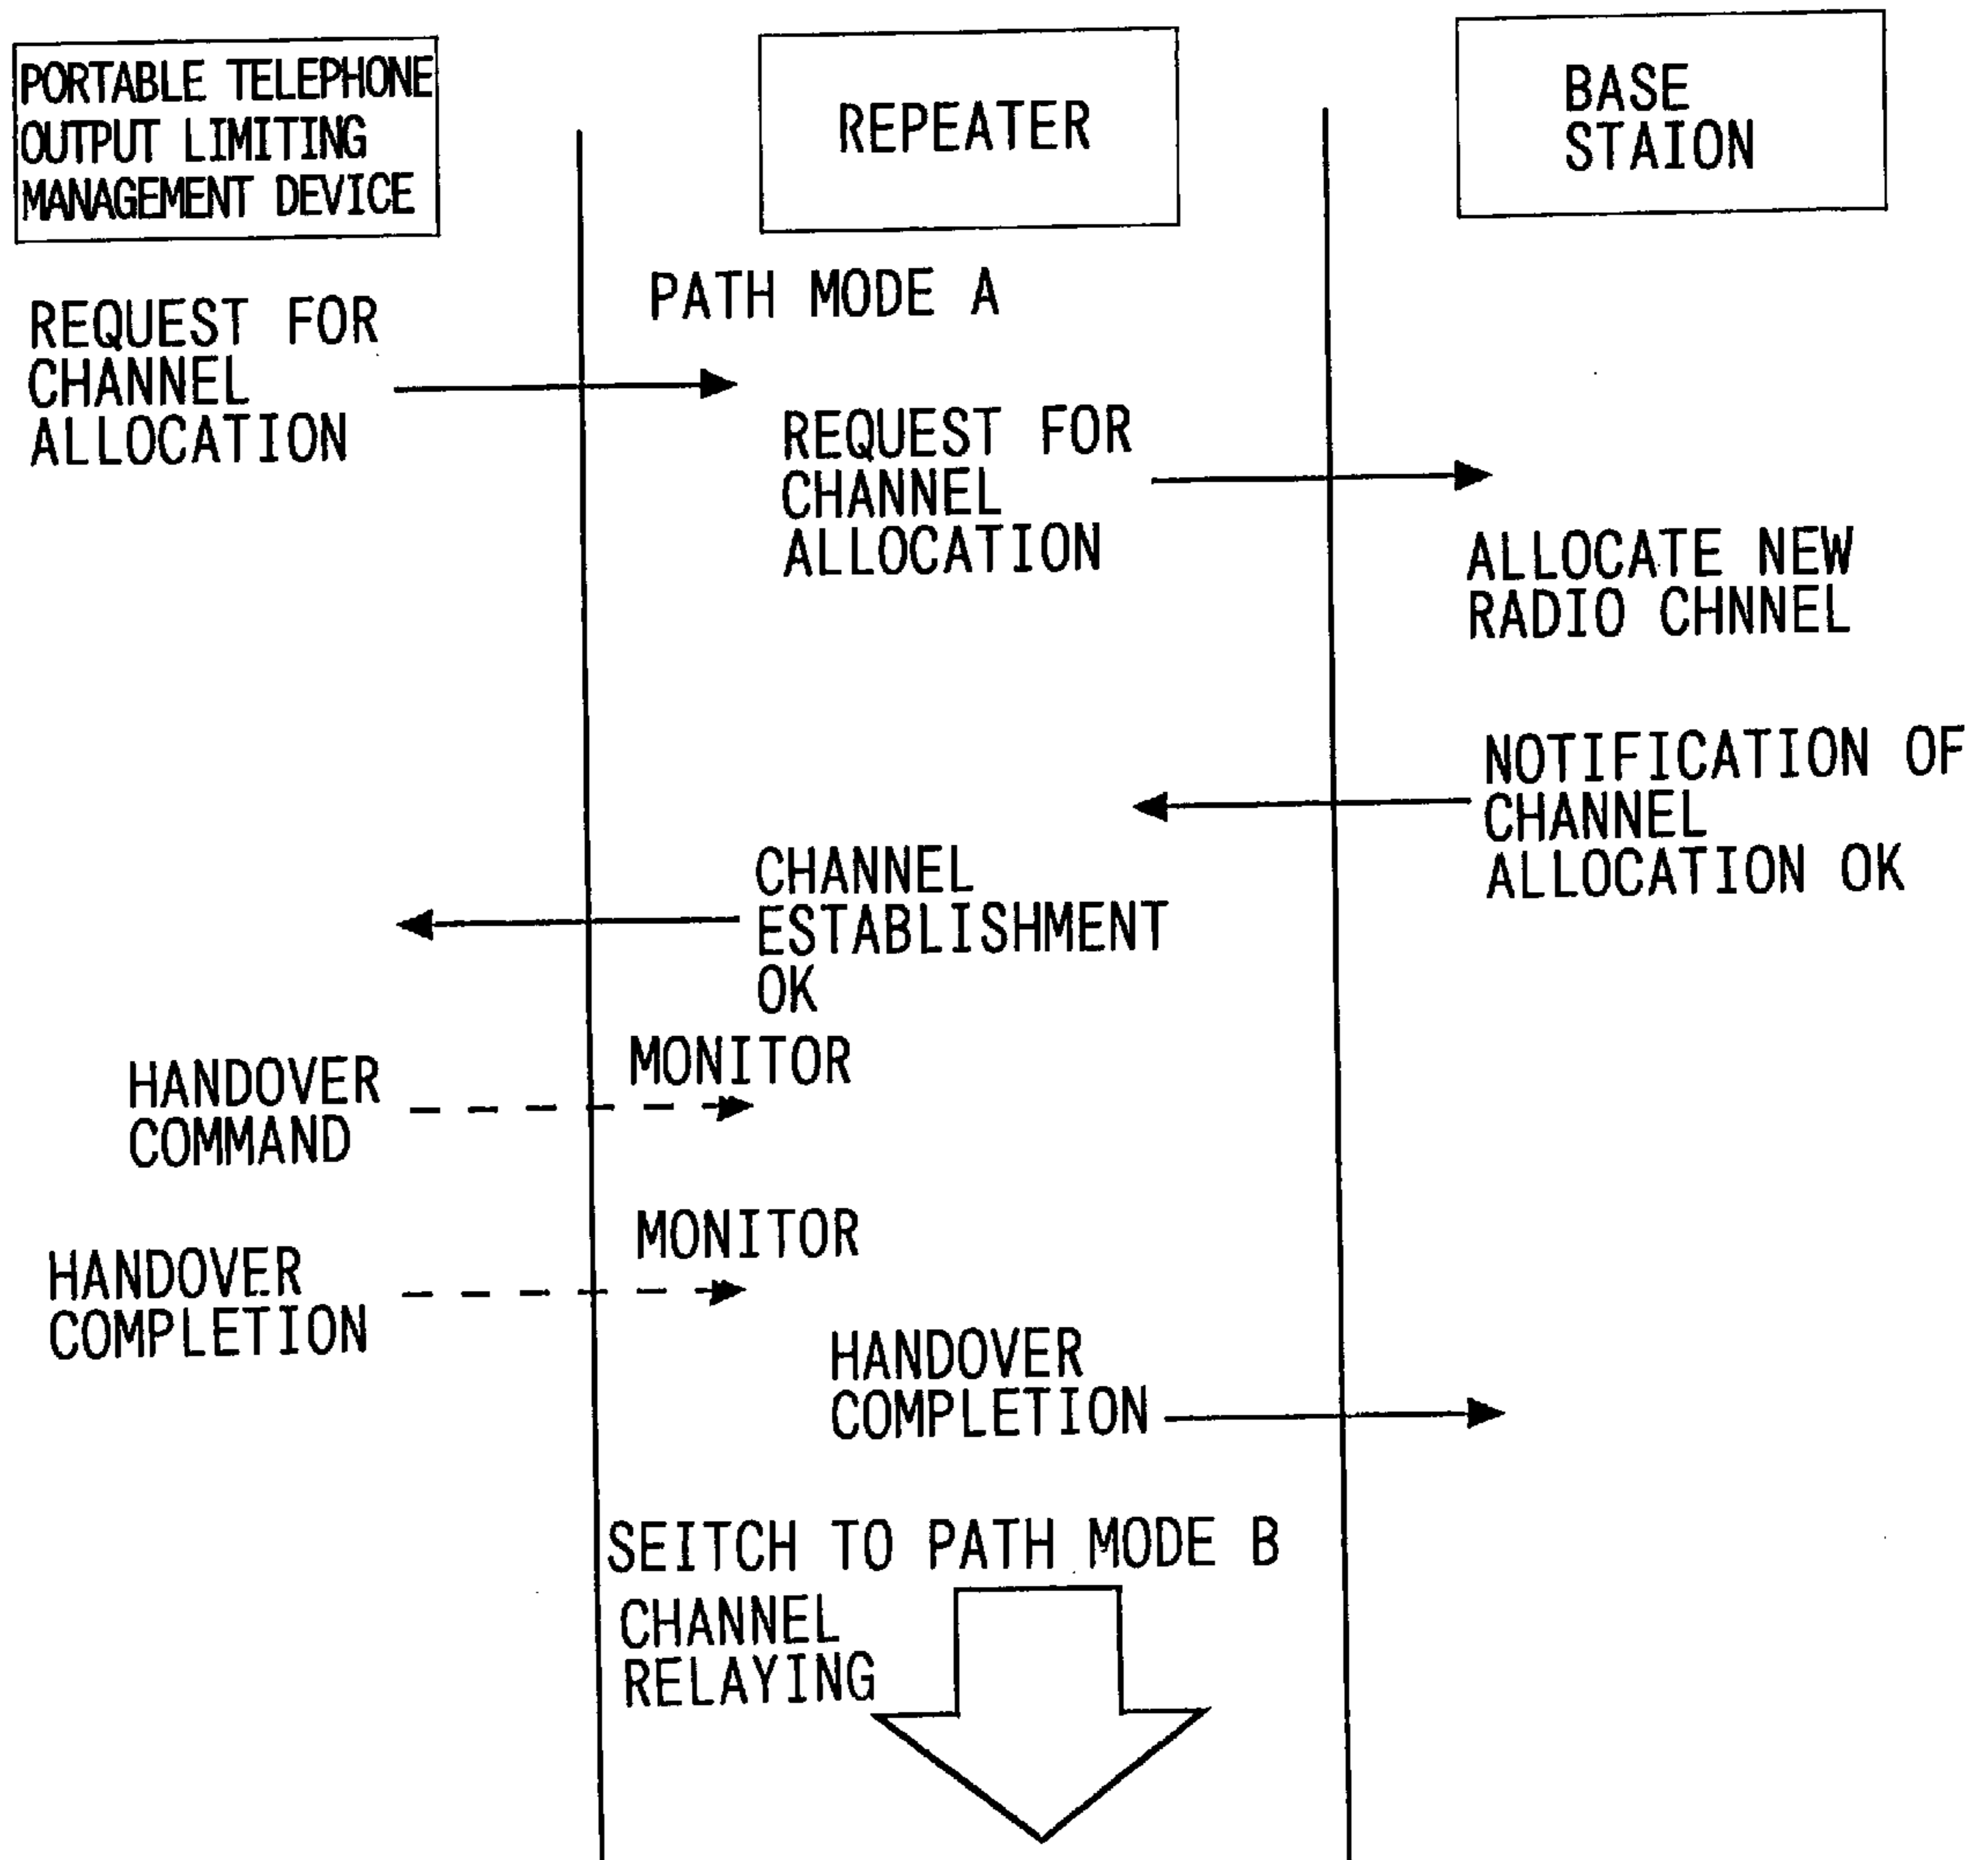 PORTABLE TELEPHONE
OUTPUT LIMITING
MANAGEMENT DEVICE
REPEATER
BASE
STAION
PATH MODE A
REQUEST FOR
CHANNEL
ALLOCATION
REQUEST FOR
CHANNEL
ALLOCATION
ALLOCATE NEW
RADIO CHNNEL
NOTIFICATION OF
CHANNEL
ALLOCATION OK
CHANNEL
ESTABLISHMENT
OK
MONITOR
HANDOVER
COMMAND
MONITOR
HANDOVER
COMPLETION
HANDOVER
COMPLETION
SEITCH TO PATH MODE B
CHANNEL
RELAYING